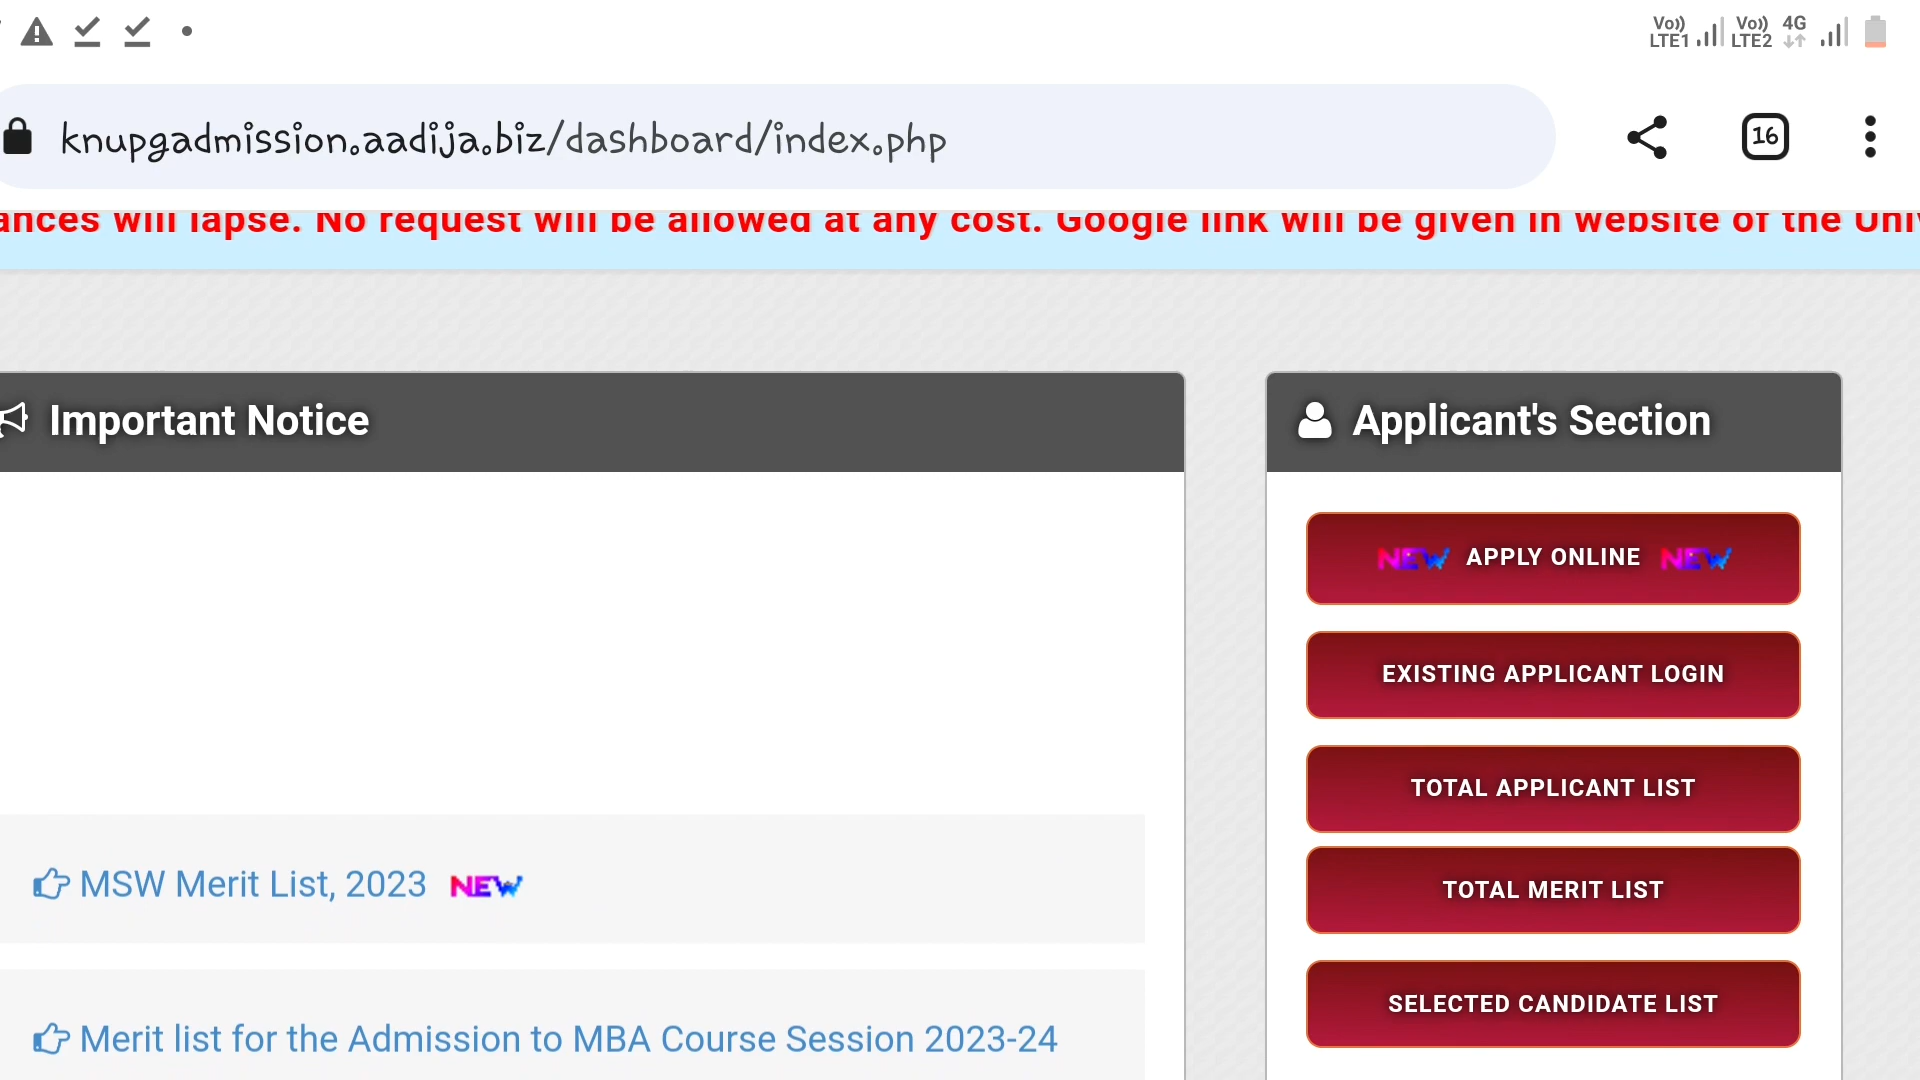 Vo)) LTE1 Vo)) LTE2 4G
knupgadmission.aadija.biz/dashboard/index.php
16
will lapse. No request will be allowed at any cost. Google link will be given in website of the
Important Notice
Applicant's Section
NEW APPLY ONLINE NEW
EXISTING APPLICANT LOGIN
TOTAL APPLICANT LIST
TOTAL MERIT LIST
MSW Merit List, 2023 NEW
SELECTED CANDIDATE LIST
Merit list for the Admission to MBA Course Session 2023-24